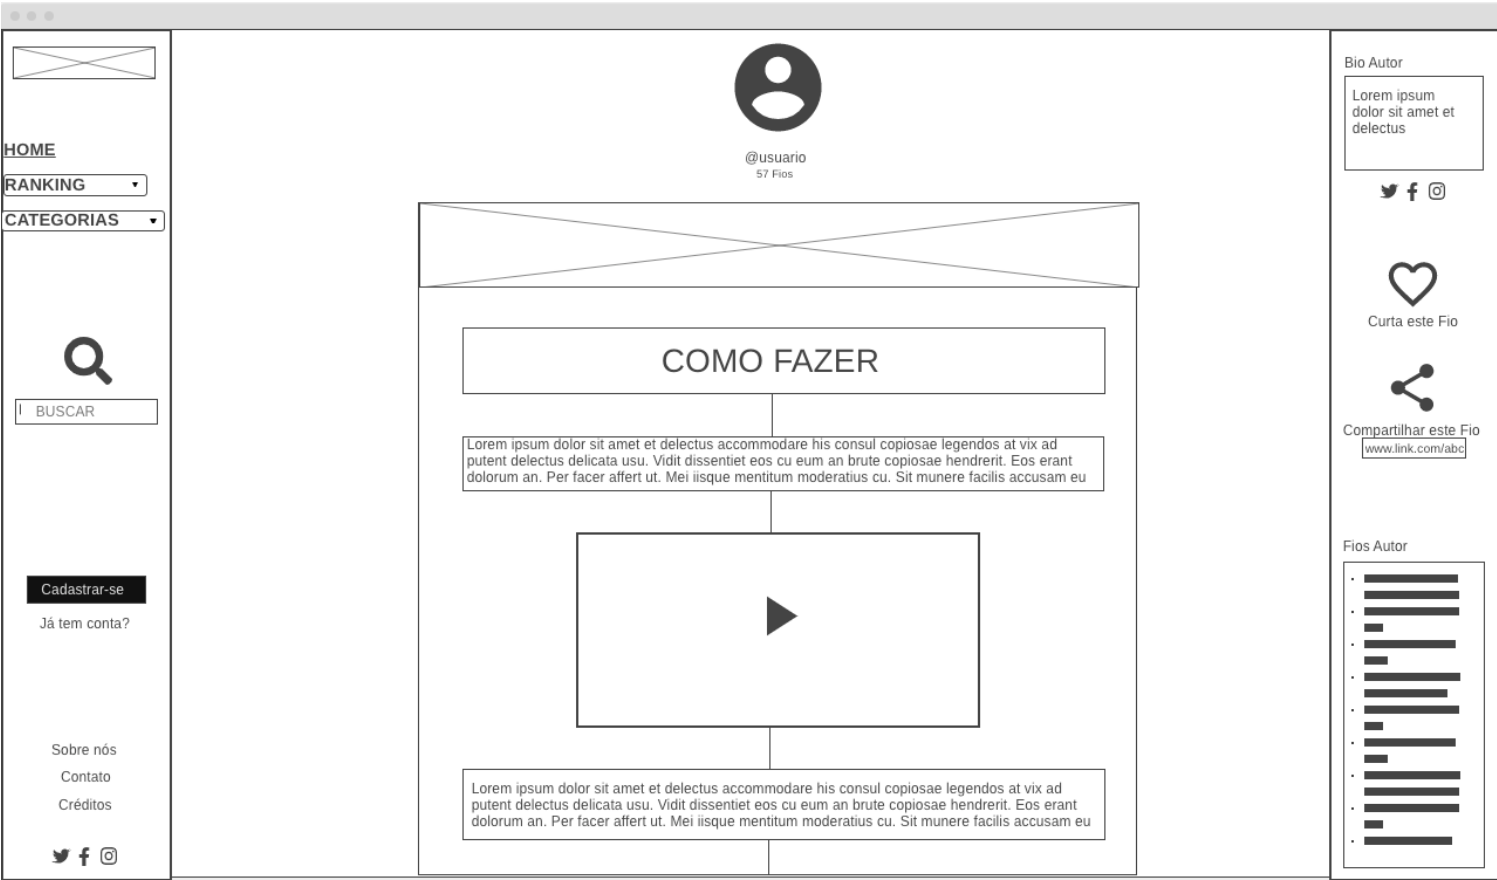 HOME
RANKING
CATEGORIAS
BUSCAR
Cadastrar-se
Já tem conta?
Sobre nós
Contato
Créditos
@usuario
57 Fios
COMO FAZER
Lorem ipsum dolor sit amet et delectus accommodare his consul copiosae legendos at vix ad
putent delectus delicata usu. Vidit dissentiet eos cu eum an brute copiosae hendrerit. Eos erant
dolorum an. Per facer affert ut. Mei iisque mentitum moderatius cu. Sit munere facilis accusam eu
Lorem ipsum dolor sit amet et delectus accommodare his consul copiosae legendos at vix ad
putent delectus delicata usu. Vidit dissentiet eos cu eum an brute copiosae hendrerit. Eos erant
dolorum an. Per facer affert ut. Mei iisque mentitum moderatius cu. Sit munere facilis accusam eu
Bio Autor
Lorem ipsum
dolor sit amet et
delectus
Curta este Fio
Compartilhar este Fio
www.link.com/abc
Fios Autor